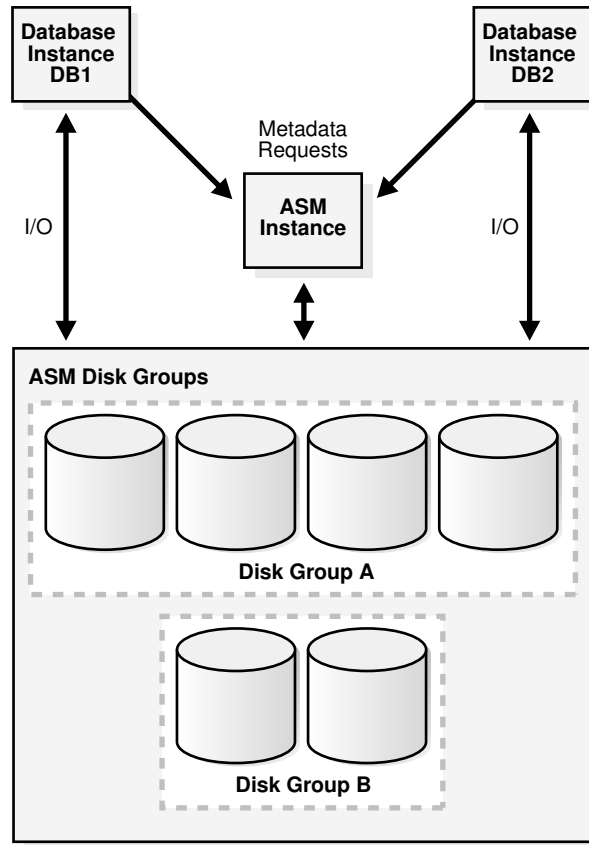 Database
Instance
DB1
Database
Instance
DB2
Metadata
Requests
ASM
Instance
I/O
I/O
ASM Disk Groups
Disk Group A
Disk Group B